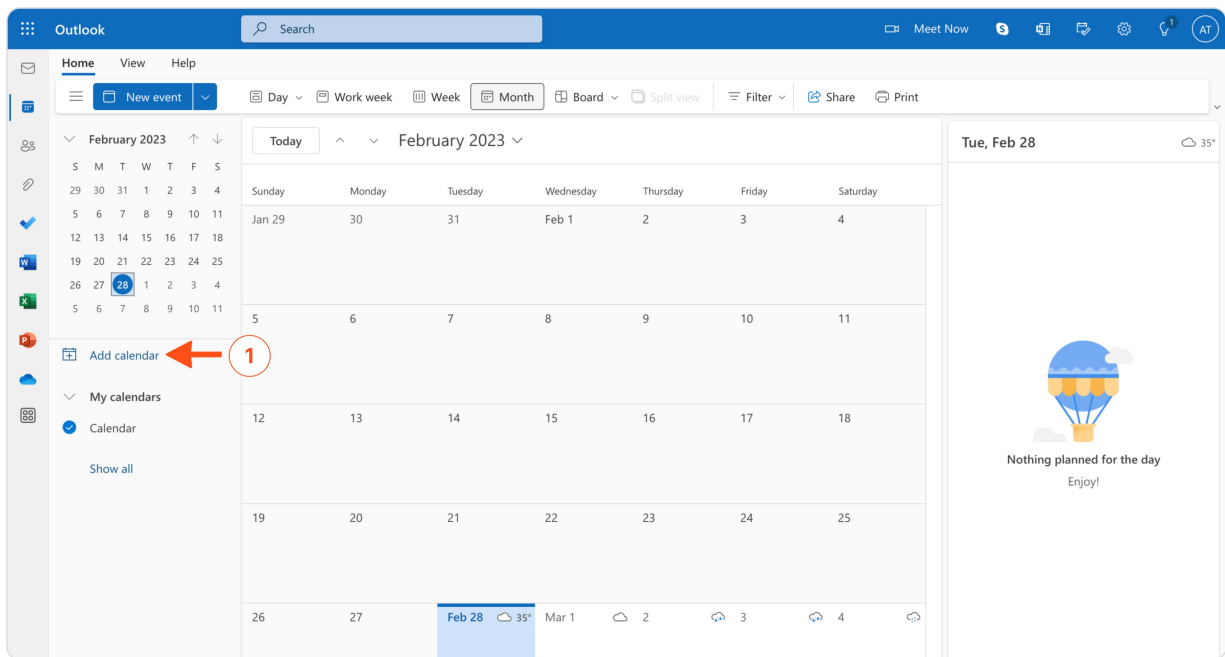 Outlook
Search
Meet Now
1
AT
Home View Help
New event
Day Work week Week Month Board Split view Filter Share Print
February 2023
S M T W T F S
29 30 31 1 2 3 4
5 6 7 8 9 10 11
12 13 14 15 16 17 18
19 20 21 22 23 24 25
26 27 28 1 2 3 4
5 6 7 8 9 10 11
Add calendar
1
My calendars
Calendar
Show all
Today February 2023
Sunday Monday Tuesday Wednesday Thursday Friday Saturday
Jan 29 30 31 Feb 1 2 3 4
5 6 7 8 9 10 11
12 13 14 15 16 17 18
19 20 21 22 23 24 25
26 27 Feb 28 35° Mar 1 2 3 4
Tue, Feb 28 35°
Nothing planned for the day
Enjoy!